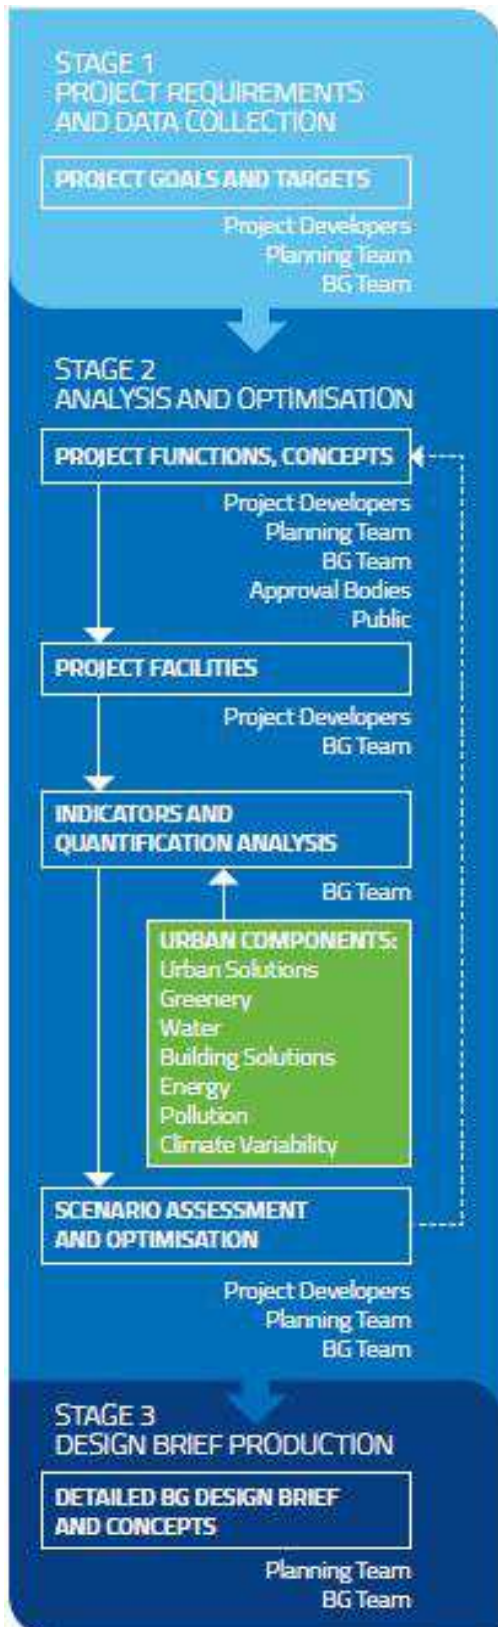 STAGE 1
PROJECT REQUIREMENTS
AND DATA COLLECTION
PROJECT GOALS AND TARGETS
Project Developers
Planning Team
BG Team
STAGE 2
ANALYSIS AND OPTIMISATION
PROJECT FUNCTIONS, CONCEPTS
Project Developers
Planning Team
BG Team
Approval Bodies
Public
PROJECT FACILITIES
Project Developers
BG Team
INDICATORS AND
QUANTIFICATION ANALYSIS
BG Team
URBAN COMPONENTS:
Urban Solutions
Greenery
Water
Building Solutions
Energy
Pollution
Climate Variability
SCENARIO ASSESSMENT
AND OPTIMISATION
Project Developers
Planning Team
BG Team
STAGE 3
DESIGN BRIEF PRODUCTION
DETAILED BG DESIGN BRIEF
AND CONCEPTS
Planning Team
BG Team